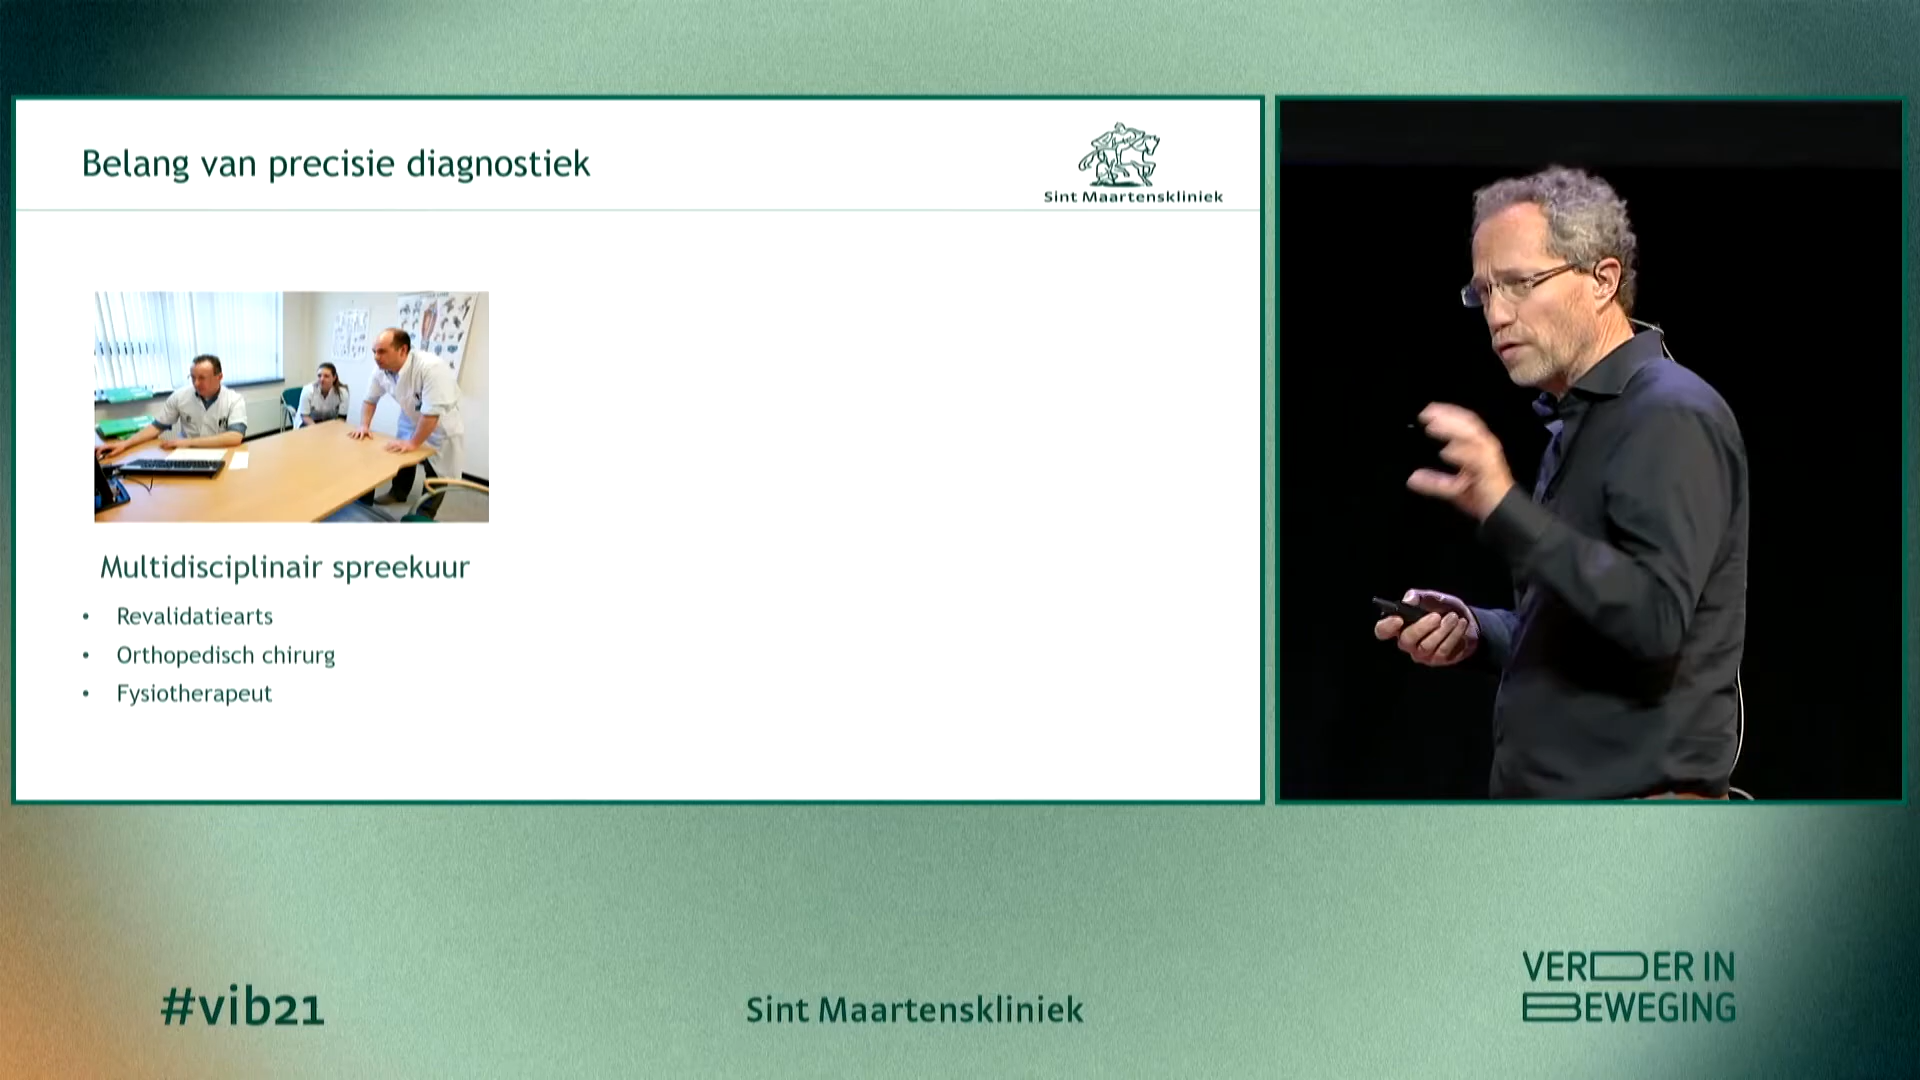 Belang van precisie diagnostiek
Sint Maartenskliniek
Multidisciplinair spreekuur
• Revalidatiearts
• Orthopedisch chirurg
• Fysiotherapeut
#vib21
Sint Maartenskliniek
VERDER IN
BEWEGING